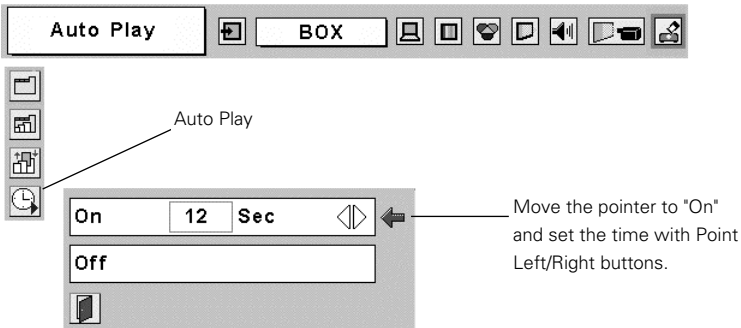 Auto Play
BOX
Auto Play
On 12 Sec
Off
Move the pointer to "On"
and set the time with Point
Left/Right buttons.